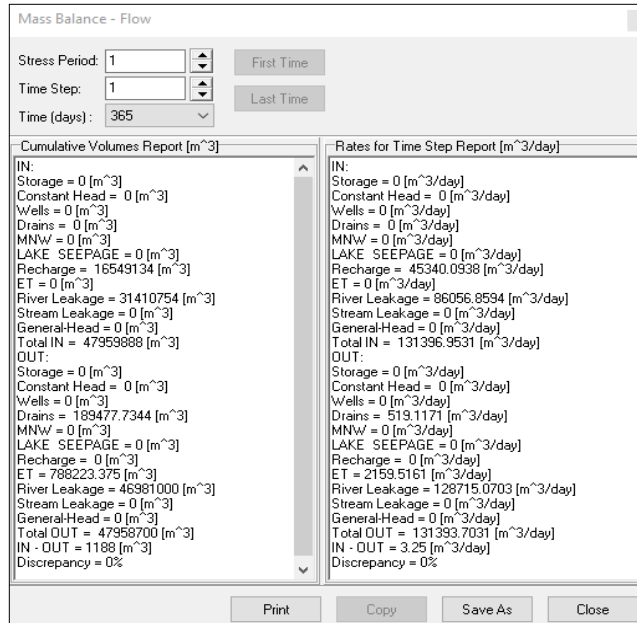 Mass Balance - Flow
Stress Period: 1
First Time
Time Step: 1
Last Time
Time (days) : 365
Cumulative Volumes Report [m^3]
IN:
Storage = 0 [m^3]
Constant Head = 0 [m^3]
Wells = 0 [m^3]
Drains = 0 [m^3]
MNW = 0 [m^3]
LAKE SEEPAGE = 0 [m^3]
Recharge = 16549134 [m^3]
ET = 0 [m^3]
River Leakage = 31410754 [m^3]
Stream Leakage = 0 [m^3]
General-Head = 0 [m^3]
Total IN = 47959888 [m^3]
OUT:
Storage = 0 [m^3]
Constant Head = 0 [m^3]
Wells = 0 [m^3]
Drains = 189477.7344 [m^3]
MNW = 0 [m^3]
LAKE SEEPAGE = 0 [m^3]
Recharge = 0 [m^3]
ET = 788223.375 [m^3]
River Leakage = 46981000 [m^3]
Stream Leakage = 0 [m^3]
General-Head = 0 [m^3]
Total OUT = 47958700 [m^3]
IN - OUT = 1188 [m^3]
Discrepancy = 0%
Rates for Time Step Report [m^3/day]
IN:
Storage = 0 [m^3/day]
Constant Head = 0 [m^3/day]
Wells = 0 [m^3/day]
Drains = 0 [m^3/day]
MNW = 0 [m^3/day]
LAKE SEEPAGE = 0 [m^3/day]
Recharge = 45340.0938 [m^3/day]
ET = 0 [m^3/day]
River Leakage = 86056.8594 [m^3/day]
Stream Leakage = 0 [m^3/day]
General-Head = 0 [m^3/day]
Total IN = 131396.9531 [m^3/day]
OUT:
Storage = 0 [m^3/day]
Constant Head = 0 [m^3/day]
Wells = 0 [m^3/day]
Drains = 519.1171 [m^3/day]
MNW = 0 [m^3/day]
LAKE SEEPAGE = 0 [m^3/day]
Recharge = 0 [m^3/day]
ET = 2159.5161 [m^3/day]
River Leakage = 128715.0703 [m^3/day]
Stream Leakage = 0 [m^3/day]
General-Head = 0 [m^3/day]
Total OUT = 131393.7031 [m^3/day]
IN - OUT = 3.25 [m^3/day]
Discrepancy = 0%
Print
Copy
Save As
Close